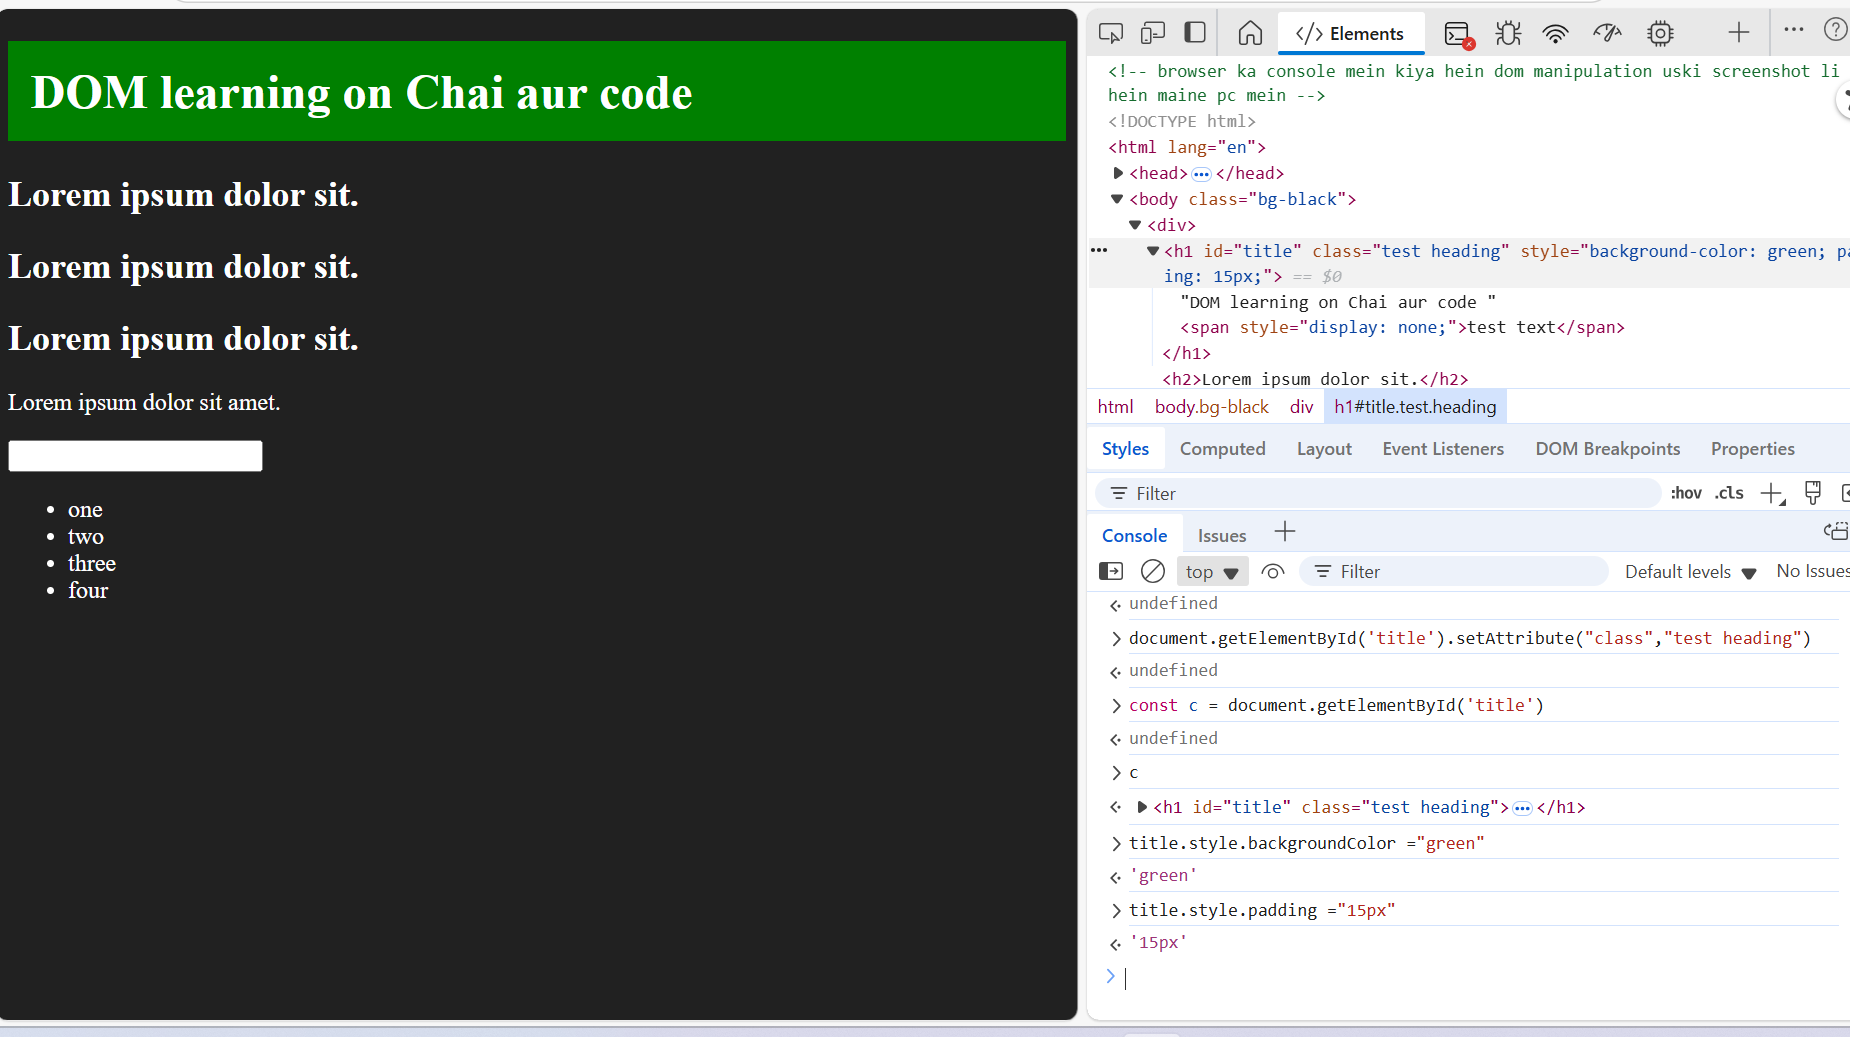 DOM learning on Chai aur code
Lorem ipsum dolor sit.
Lorem ipsum dolor sit.
Lorem ipsum dolor sit.
Lorem ipsum dolor sit amet.
one
two
three
four
Elements
<!-- browser ka console mein kiya hein dom manipulation uski screenshot li
hein maine pc mein -->
<!DOCTYPE html>
<html lang="en">
<head>…</head>
<body class="bg-black">
<div>
<h1 id="title" class="test heading" style="background-color: green; pa
ing: 15px;"> == $0
"DOM learning on Chai aur code "
<span style="display: none;">test text</span>
</h1>
<h2>Lorem ipsum dolor sit.</h2>
html body.bg-black div h1#title.test.heading
Styles Computed Layout Event Listeners DOM Breakpoints Properties
Filter :hov .cls
Console Issues
top Filter Default levels No Issues
undefined
document.getElementById('title').setAttribute("class","test heading")
undefined
const c = document.getElementById('title')
undefined
c
<h1 id="title" class="test heading">…</h1>
title.style.backgroundColor ="green"
'green'
title.style.padding ="15px"
'15px'